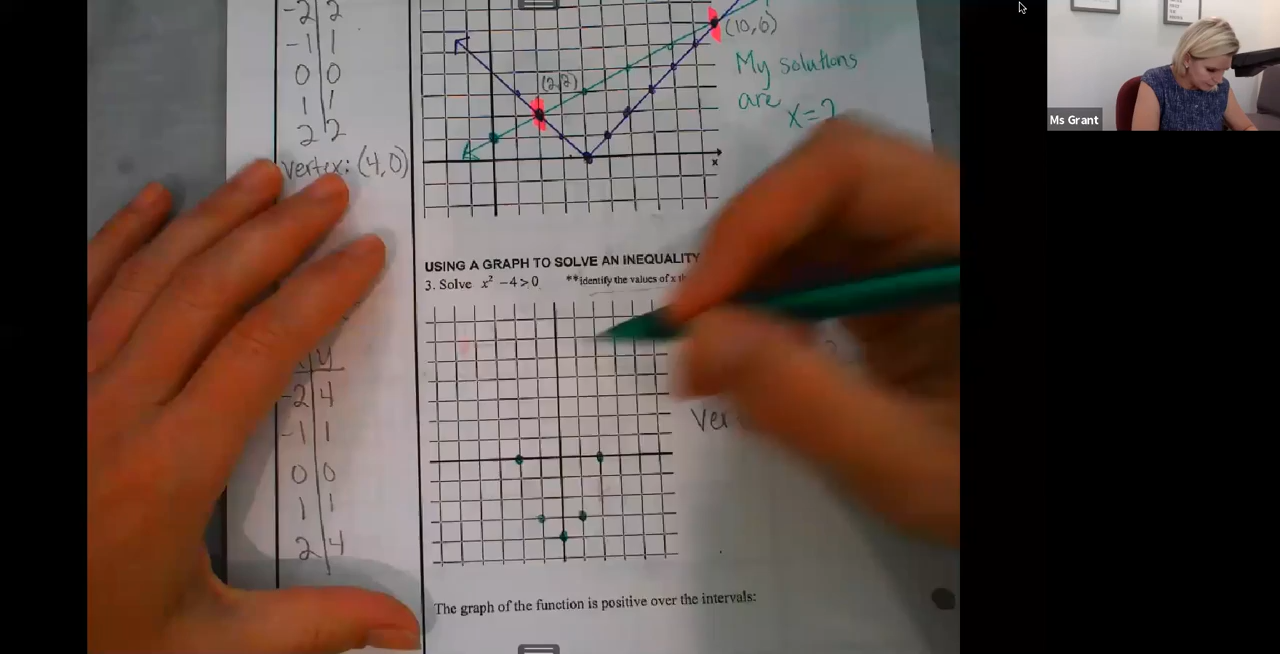 -2 2
-1 1
0 0
1 1
2 2
vertex: (4,0)
(10,6)
(2,2)
My solutions
are
x=2
x
USING A GRAPH TO SOLVE AN INEQUALITY
3. Solve x² −4>0 **identify the values of x
y
-2 4
-1 1
0 0
1 1
2 4
Ver
The graph of the function is positive over the intervals:
Ms Grant